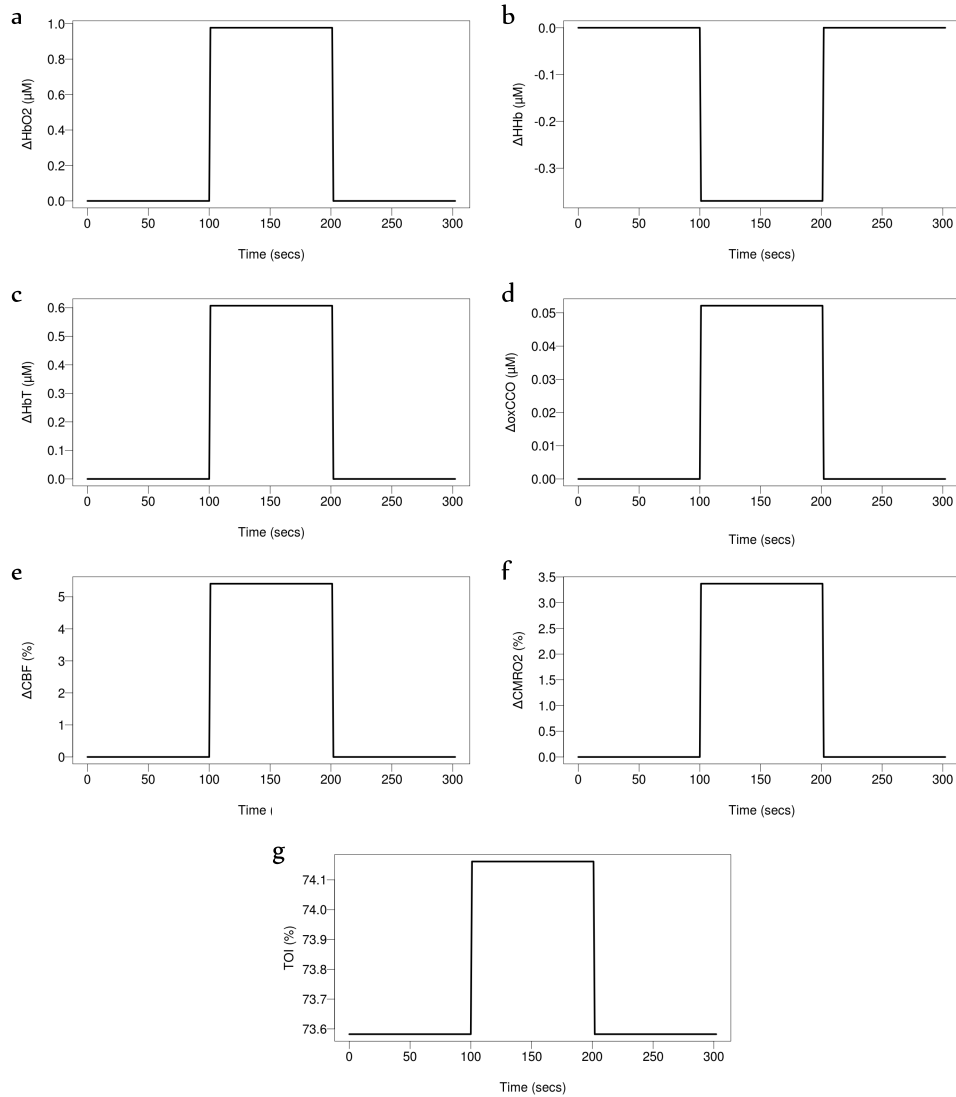 a
ΔHbO2 (µM)
1.0
0.8
0.6
0.4
0.2
0.0
0 50 100 150 200 250 300
Time (secs)
b
ΔHHb (µM)
0.0
-0.1
-0.2
-0.3
0 50 100 150 200 250 300
Time (secs)
c
ΔHbT (µM)
0.6
0.5
0.4
0.3
0.2
0.1
0.0
0 50 100 150 200 250 300
Time (secs)
d
ΔoxCCO (µM)
0.05
0.04
0.03
0.02
0.01
0.00
0 50 100 150 200 250 300
Time (secs)
e
ΔCBF (%)
5
4
3
2
1
0
0 50 100 150 200 250 300
Time (
f
ΔCMRO2 (%)
3.5
3.0
2.5
2.0
1.5
1.0
0.5
0.0
0 50 100 150 200 250 300
Time (secs)
g
TOI (%)
74.1
74.0
73.9
73.8
73.7
73.6
0 50 100 150 200 250 300
Time (secs)